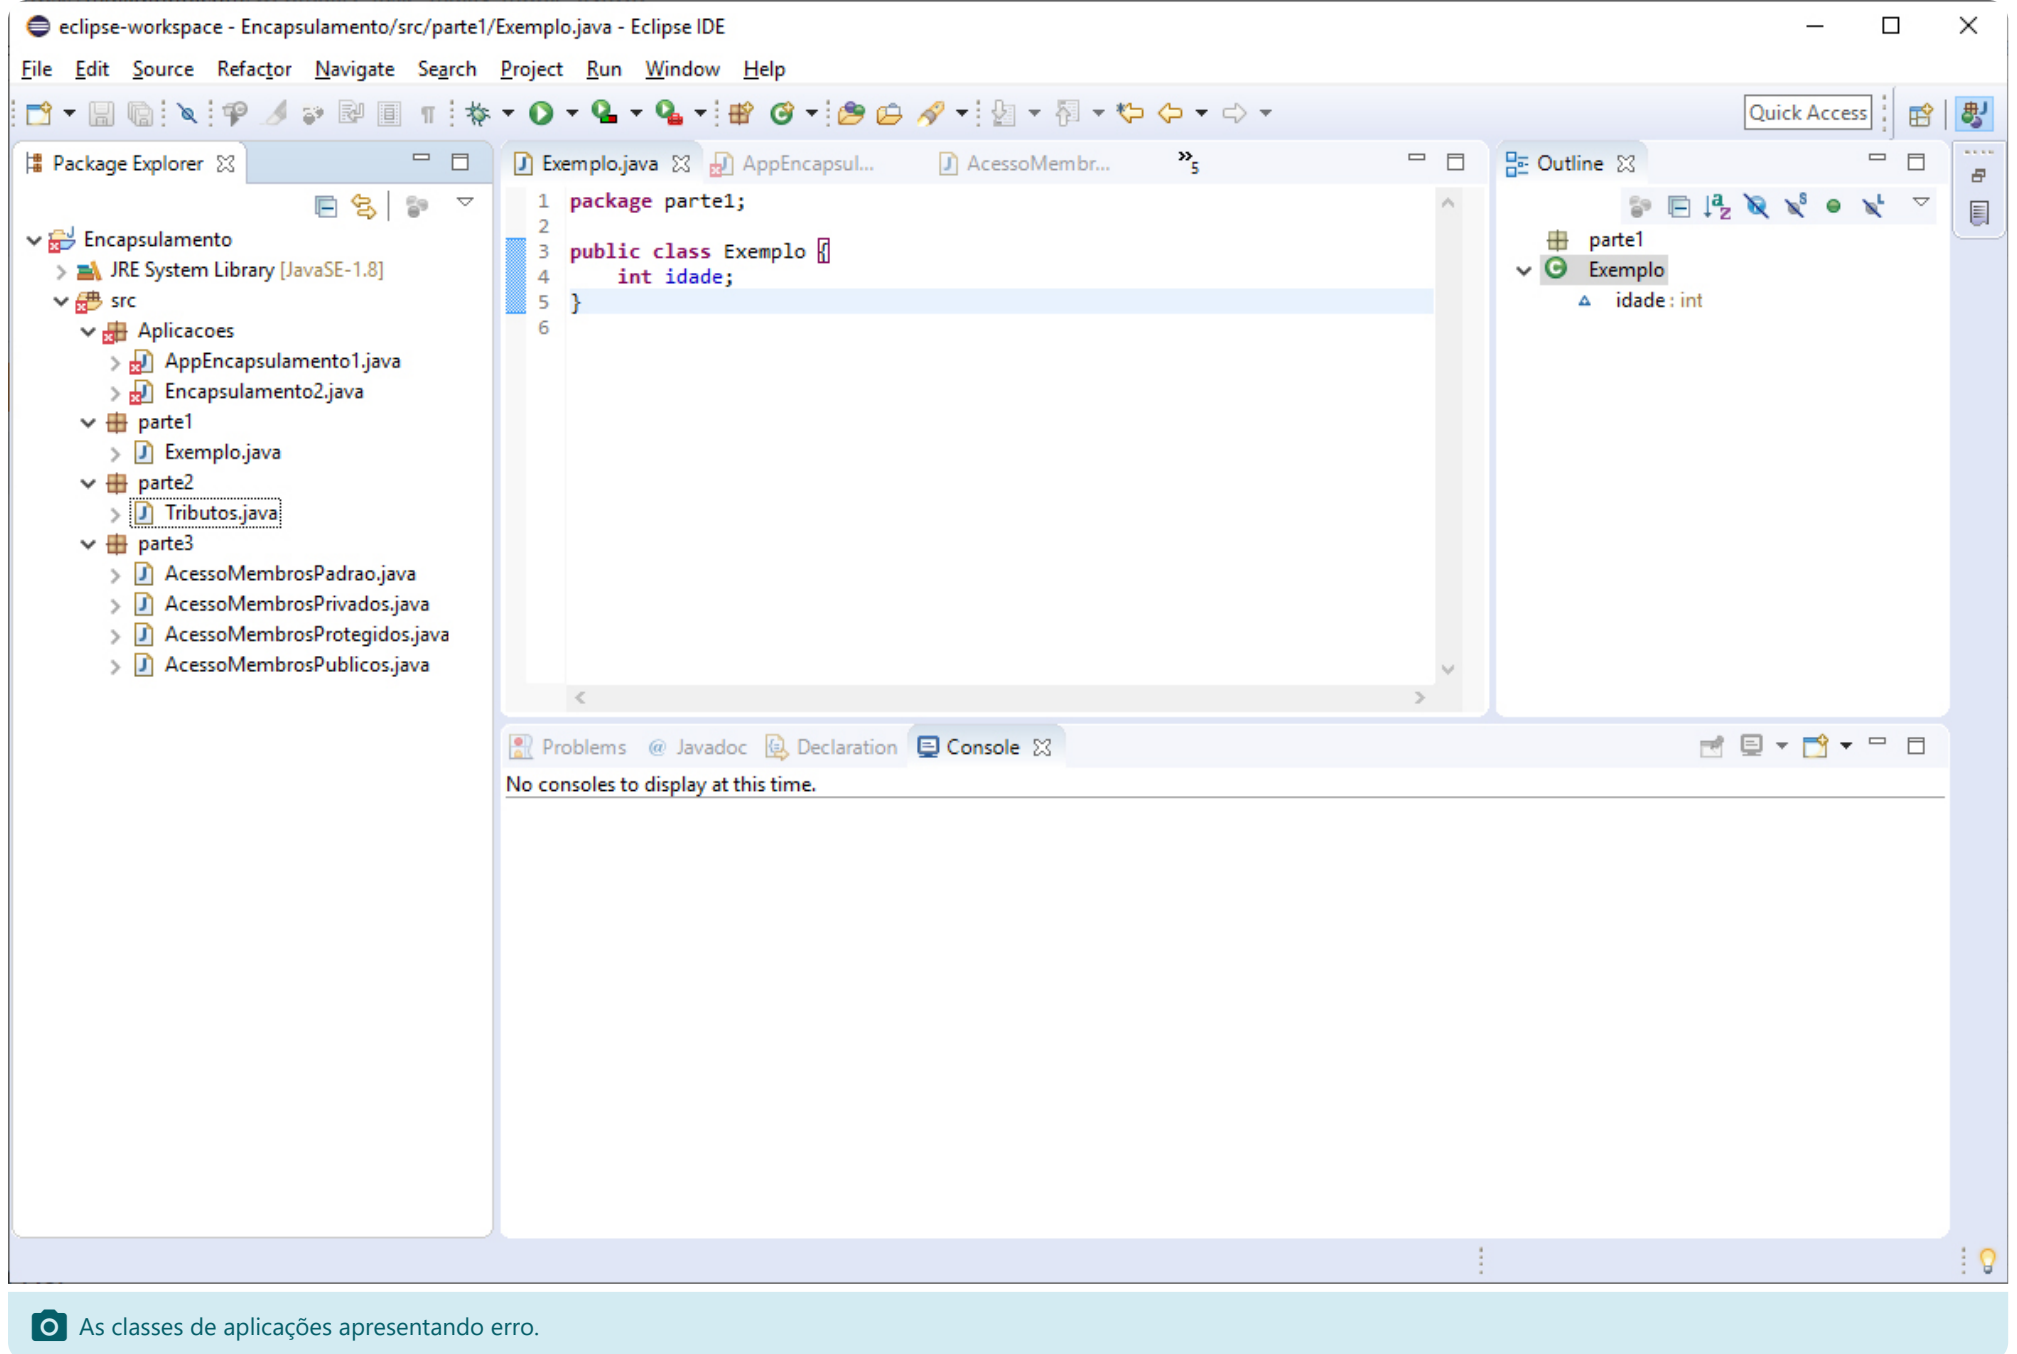 eclipse-workspace - Encapsulamento/src/parte1/Exemplo.java - Eclipse IDE
File Edit Source Refactor Navigate Search Project Run Window Help
Quick Access
Package Explorer
Encapsulamento
JRE System Library [JavaSE-1.8]
src
Aplicacoes
AppEncapsulamento1.java
Encapsulamento2.java
parte1
Exemplo.java
parte2
Tributos.java
parte3
AcessoMembrosPadrao.java
AcessoMembrosPrivados.java
AcessoMembrosProtegidos.java
AcessoMembrosPublicos.java
Exemplo.java AppEncapsul... AcessoMembr... »5
1 package parte1;
2
3 public class Exemplo {
4 int idade;
5 }
6
Outline
parte1
Exemplo
idade : int
Problems @ Javadoc Declaration Console
No consoles to display at this time.
As classes de aplicações apresentando erro.